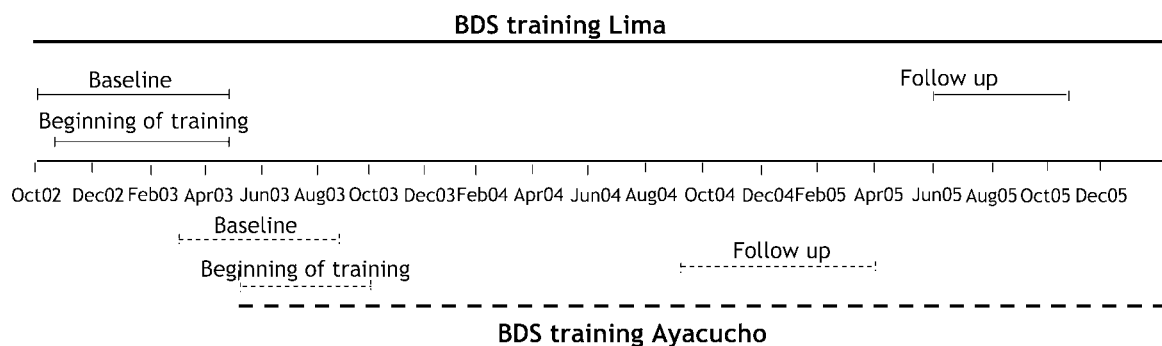 BDS training Lima
Baseline
Follow up
Beginning of training
Oct02 Dec02 Feb03 Apr03 Jun03 Aug03 Oct03 Dec03 Feb04 Apr04 Jun04 Aug04 Oct04 Dec04 Feb05 Apr05 Jun05 Aug05 Oct05 Dec05
Baseline
Follow up
Beginning of training
BDS training Ayacucho